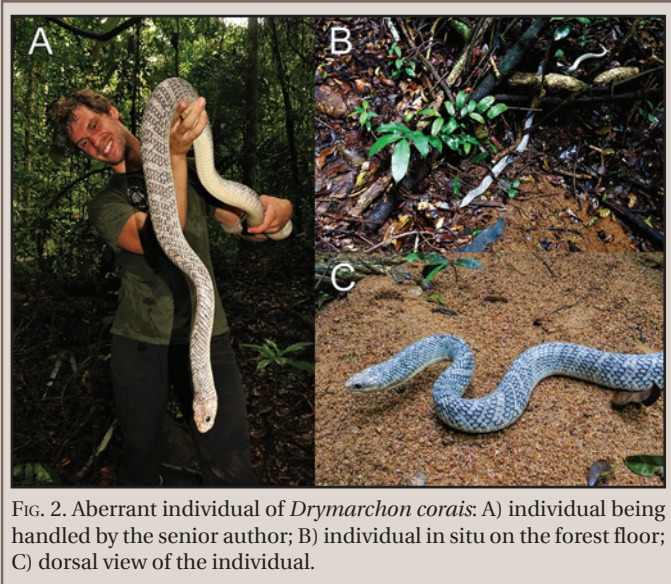 A
B
C
FIG. 2. Aberrant individual of Drymarchon corais: A) individual being
handled by the senior author; B) individual in situ on the forest floor;
C) dorsal view of the individual.